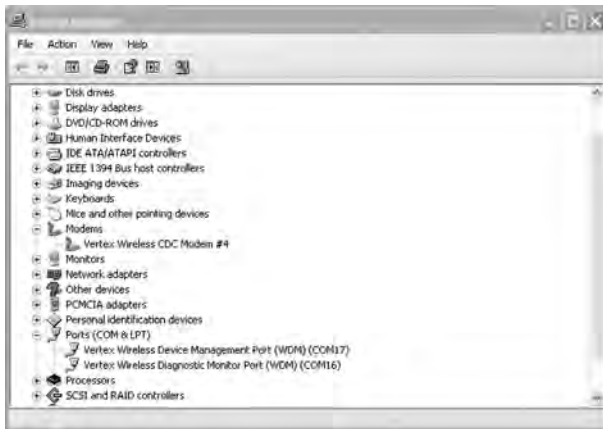 File Action View Help
Disk drives
Display adapters
DVD/CD-ROM drives
Human Interface Devices
IDE ATA/ATAPI controllers
IEEE 1394 Bus host controllers
Imaging devices
Keyboards
Mice and other pointing devices
Modems
Vertex Wireless CDC Modem #4
Monitors
Network adapters
Other devices
PCMCIA adapters
Personal identification devices
Ports (COM & LPT)
Vertex Wireless Device Management Port (WDM) (COM17)
Vertex Wireless Diagnostic Monitor Port (WDM) (COM16)
Processors
SCSI and RAID controllers